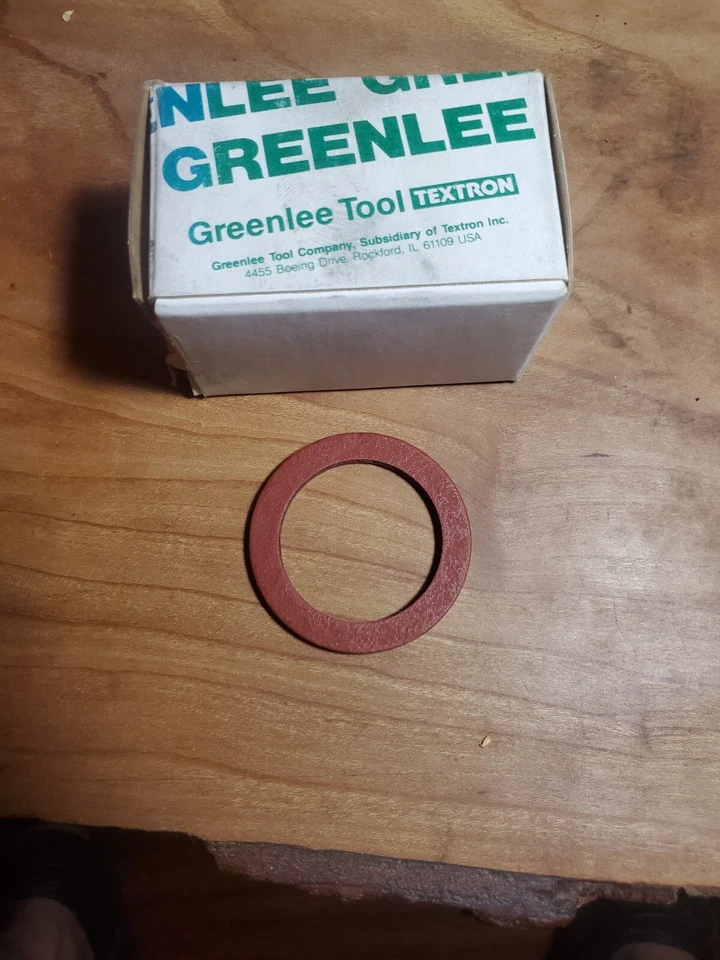 ENLEE GREE
GREENLEE
Greenlee Tool TEXTRON
Greenlee Tool Company, Subsidiary of Textron Inc.
4455 Boeing Drive, Rockford, IL 61109 USA